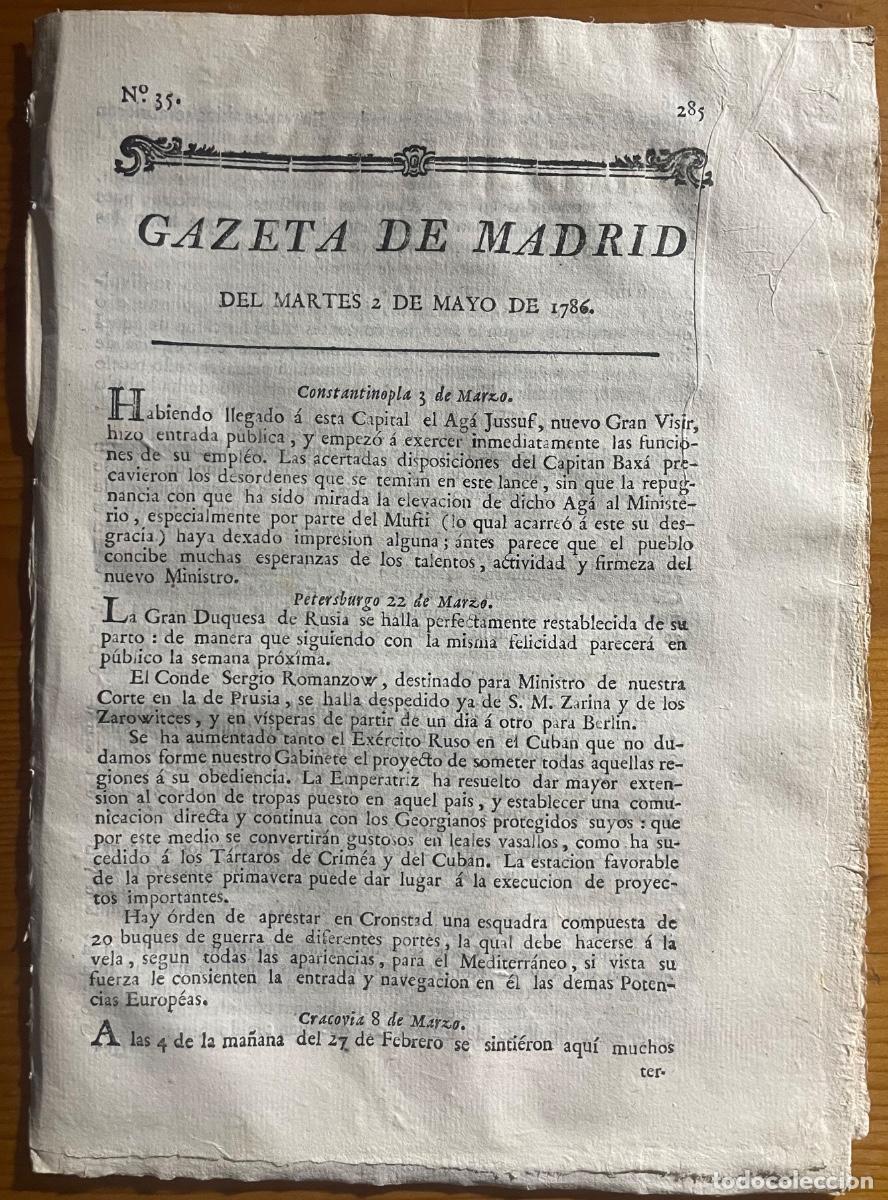 Nº. 35.
285
GAZETA DE MADRID
DEL MARTES 2 DE MAYO DE 1786.
Constantinopla 3 de Marzo.
Habiendo llegado á esta Capital el Agá Jussuf, nuevo Gran Visir,
hizo entrada publica, y empezó á exercer inmediatamente las funcio-
nes de su empléo. Las acertadas disposiciones del Capitan Baxá pre-
cavieron los desordenes que se temian en este lance, sin que la repug-
nancia con que ha sido mirada la elevacion de dicho Agá al Ministe-
rio, especialmente por parte del Mufti (lo qual acarreó á este su des-
gracia) haya dexado impresion alguna; ántes parece que el pueblo
concibe muchas esperanzas de los talentos, actividad y firmeza del
nuevo Ministro.
Petersburgo 22 de Marzo.
La Gran Duquesa de Rusia se halla perfectamente restablecida de su
parto: de manera que siguiendo con la misma felicidad parecerá en
público la semana próxîma.
El Conde Sergio Romanzow, destinado para Ministro de nuestra
Corte en la de Prusia, se halla despedido ya de S. M. Zarina y de los
Zarowitces, y en vísperas de partir de un dia á otro para Berlin.
Se ha aumentado tanto el Exército Ruso en el Cuban que no du-
damos forme nuestro Gabinete el proyecto de someter todas aquellas re-
giones á su obediencia. La Emperatriz ha resuelto dar mayor exten-
sion al cordon de tropas puesto en aquel pais, y establecer una comu-
nicacion directa y continua con los Georgianos protegidos suyos: que
por este medio se convertirán gustosos en leales vasallos, como ha su-
cedido á los Tártaros de Criméa y del Cuban. La estacion favorable
de la presente primavera puede dar lugar á la execucion de proyec-
tos importantes.
Hay órden de aprestar en Cronstad una esquadra compuesta de
20 buques de guerra de diferentes portes, la qual debe hacerse á la
vela, segun todas las apariencias, para el Mediterráneo, si vista su
fuerza le consienten la entrada y navegacion en él las demas Poten-
cias Européas.
Cracovia 8 de Marzo.
A las 4 de la mañana del 27 de Febrero se sintiéron aquí muchos
ter-
todocoleccion